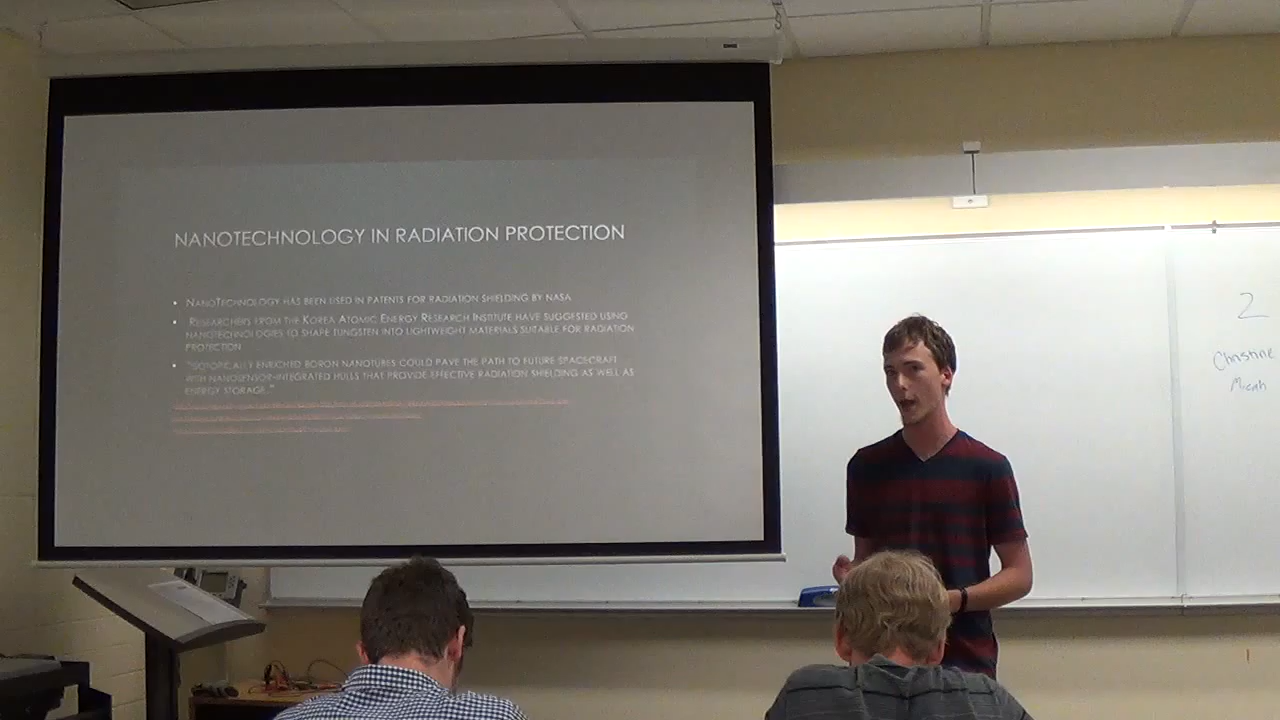 NANOTECHNOLOGY IN RADIATION PROTECTION
• NANOTECHNOLOGY HAS BEEN USED IN PATENTS FOR RADIATION SHIELDING BY NASA
• RESEARCHERS FROM THE KOREA ATOMIC ENERGY RESEARCH INSTITUTE HAVE SUGGESTED USING
NANOTECHNOLOGIES TO SHAPE TUNGSTEN INTO LIGHTWEIGHT MATERIALS SUITABLE FOR RADIATION
PROTECTION
• "ISOTOPICALLY ENRICHED BORON NANOTUBES COULD PAVE THE PATH TO FUTURE SPACECRAFT
WITH NANOSENSOR-INTEGRATED HULLS THAT PROVIDE EFFECTIVE RADIATION SHIELDING AS WELL AS
ENERGY STORAGE."
2
Christine
Micah